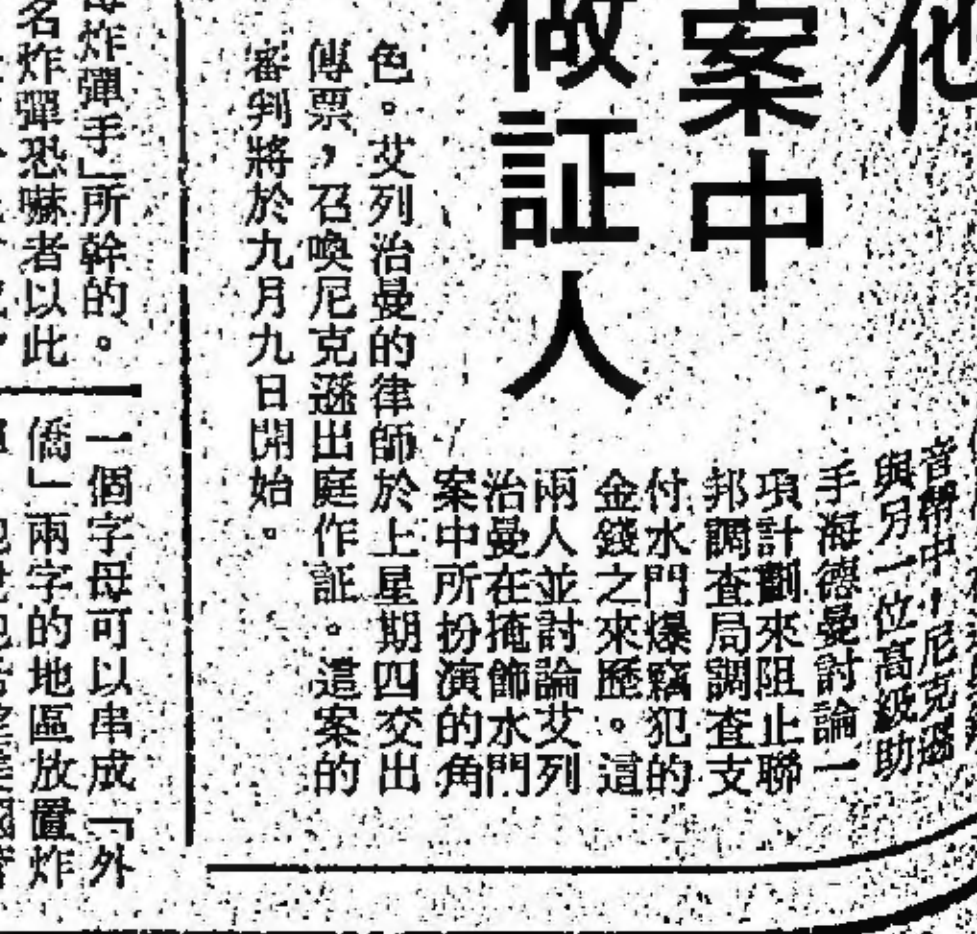 他
案中
做証人
音帶中，尼克遜
與另一位高級助
手海德曼討論一
項計劃來阻止聯
邦調查局調查支
付水門爆竊犯的
金錢之來歷。這
兩人並討論艾列
治曼在掩飾水門
案中所扮演的角
色。艾列治曼的律師於上星期四交出
傳票，召喚尼克遜出庭作証。這案的
審判將於九月九日開始。
炸彈手」所幹的。
名炸彈恐嚇者以此
一個字母可以串成「外
僑」兩字的地區放置炸